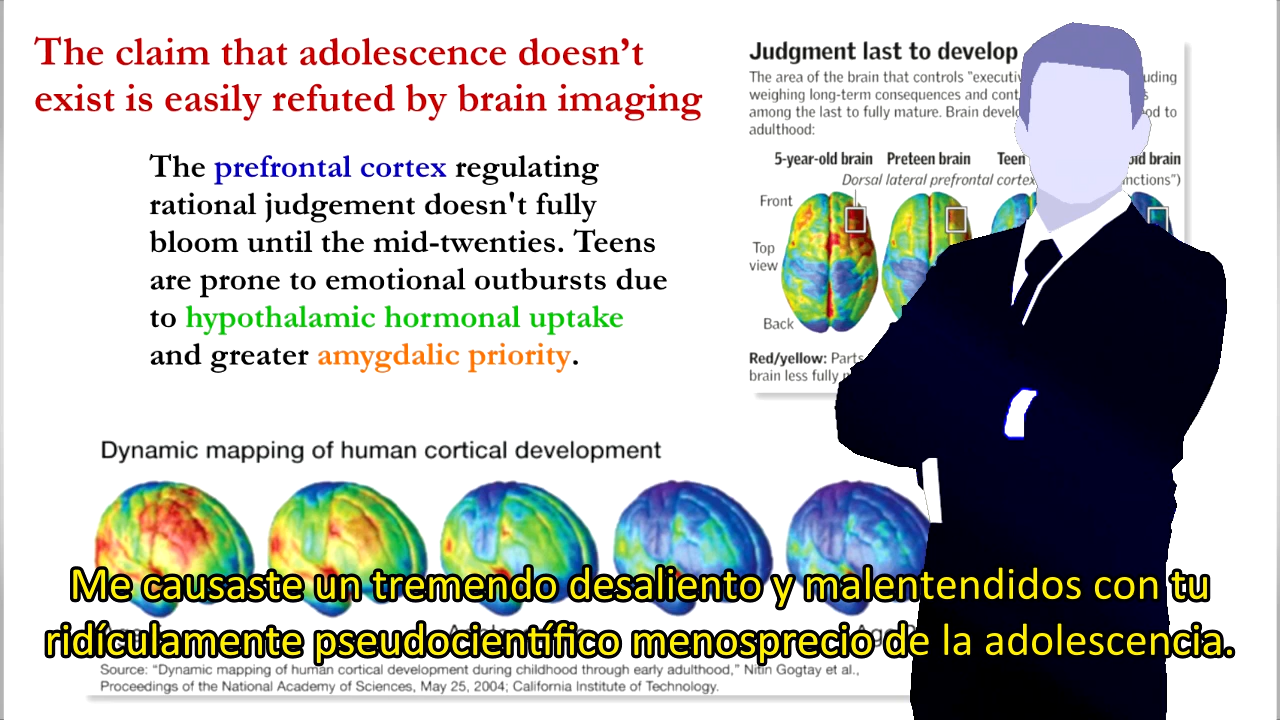 The claim that adolescence doesn't
exist is easily refuted by brain imaging
The prefrontal cortex regulating
rational judgement doesn't fully
bloom until the mid-twenties. Teens
are prone to emotional outbursts due
to hypothalamic hormonal uptake
and greater amygdalic priority.
Judgment last to develop
The area of the brain that controls
weighing long-term consequences and
among the last to fully mature. Brain
adulthood:
5-year-old brain Preteen brain Teen brain
Dorsal lateral prefrontal cortex
Front
Top
view
Back
Red/yellow: Parts
brain less fully
Dynamic mapping of human cortical development
Me causaste un tremendo desaliento y malentendidos con tu
ridículamente pseudocientífico menosprecio de la adolescencia.
Source: "Dynamic mapping of human cortical development during childhood through early adulthood," Nitin Gogtay et al.,
Proceedings of the National Academy of Sciences, May 25, 2004; California Institute of Technology.